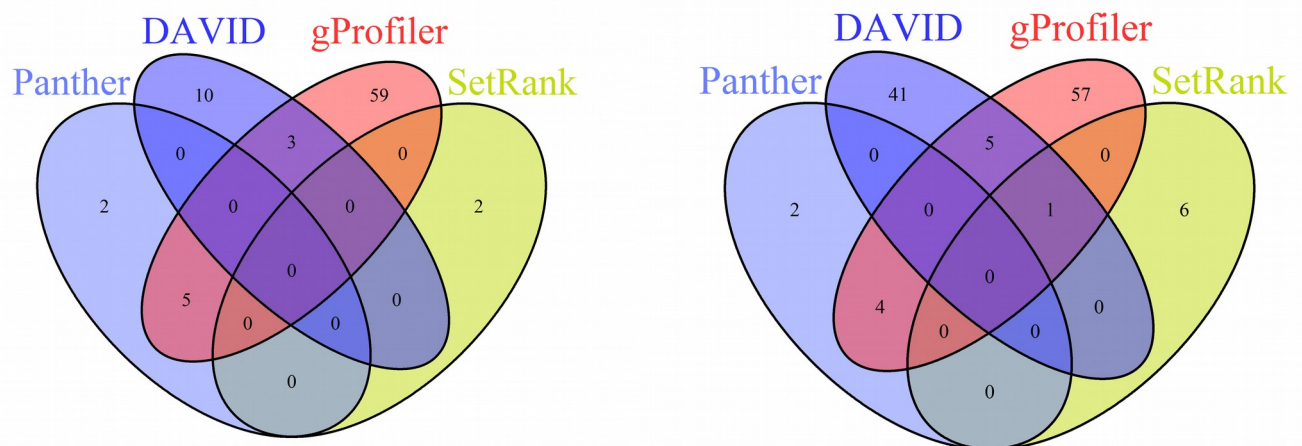 DAVID gProfiler
Panther SetRank
10 59
0 3 0
2 0 0 2
0
5 0 0 0
0
DAVID gProfiler
Panther SetRank
41 57
0 5 0
2 0 1 6
0
4 0 0 0
0